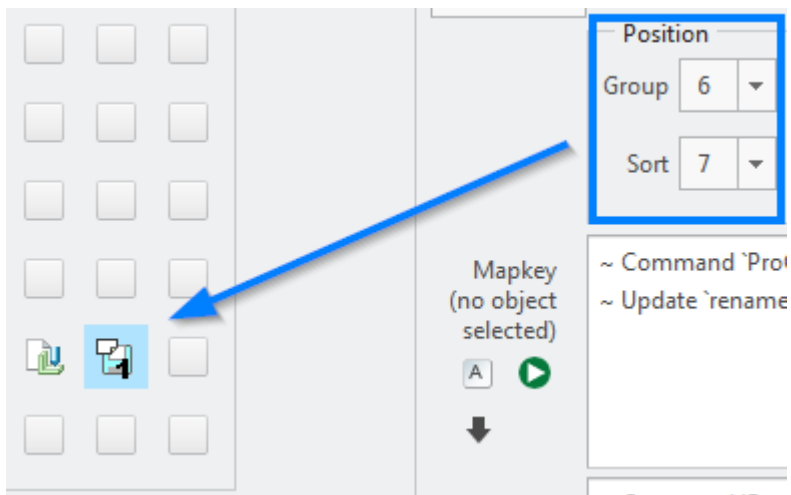 Position
Group 6
Sort 7
Mapkey
(no object
selected)
~ Command `Pro
~ Update `rename
A